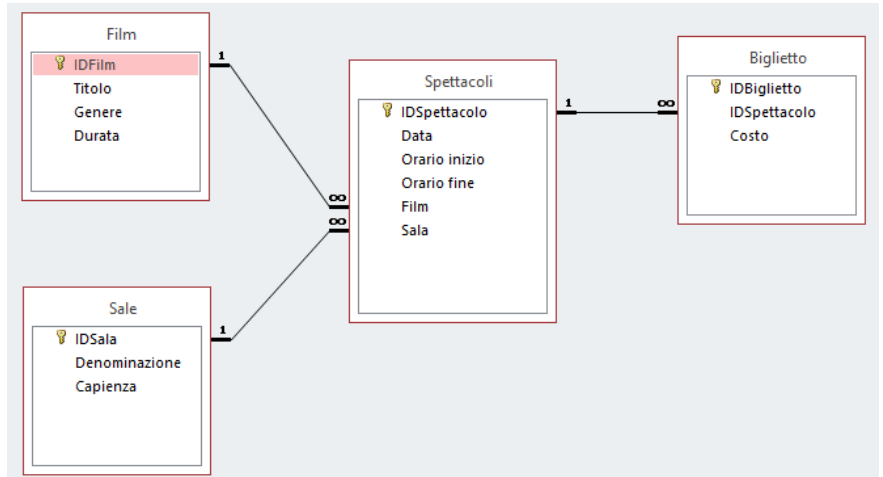 Film
IDFilm
Titolo
Genere
Durata
1
∞
Spettacoli
IDSpettacolo
Data
Orario inizio
Orario fine
Film
Sala
∞
1
∞
Biglietto
IDBiglietto
IDSpettacolo
Costo
Sale
IDSala
Denominazione
Capienza
1